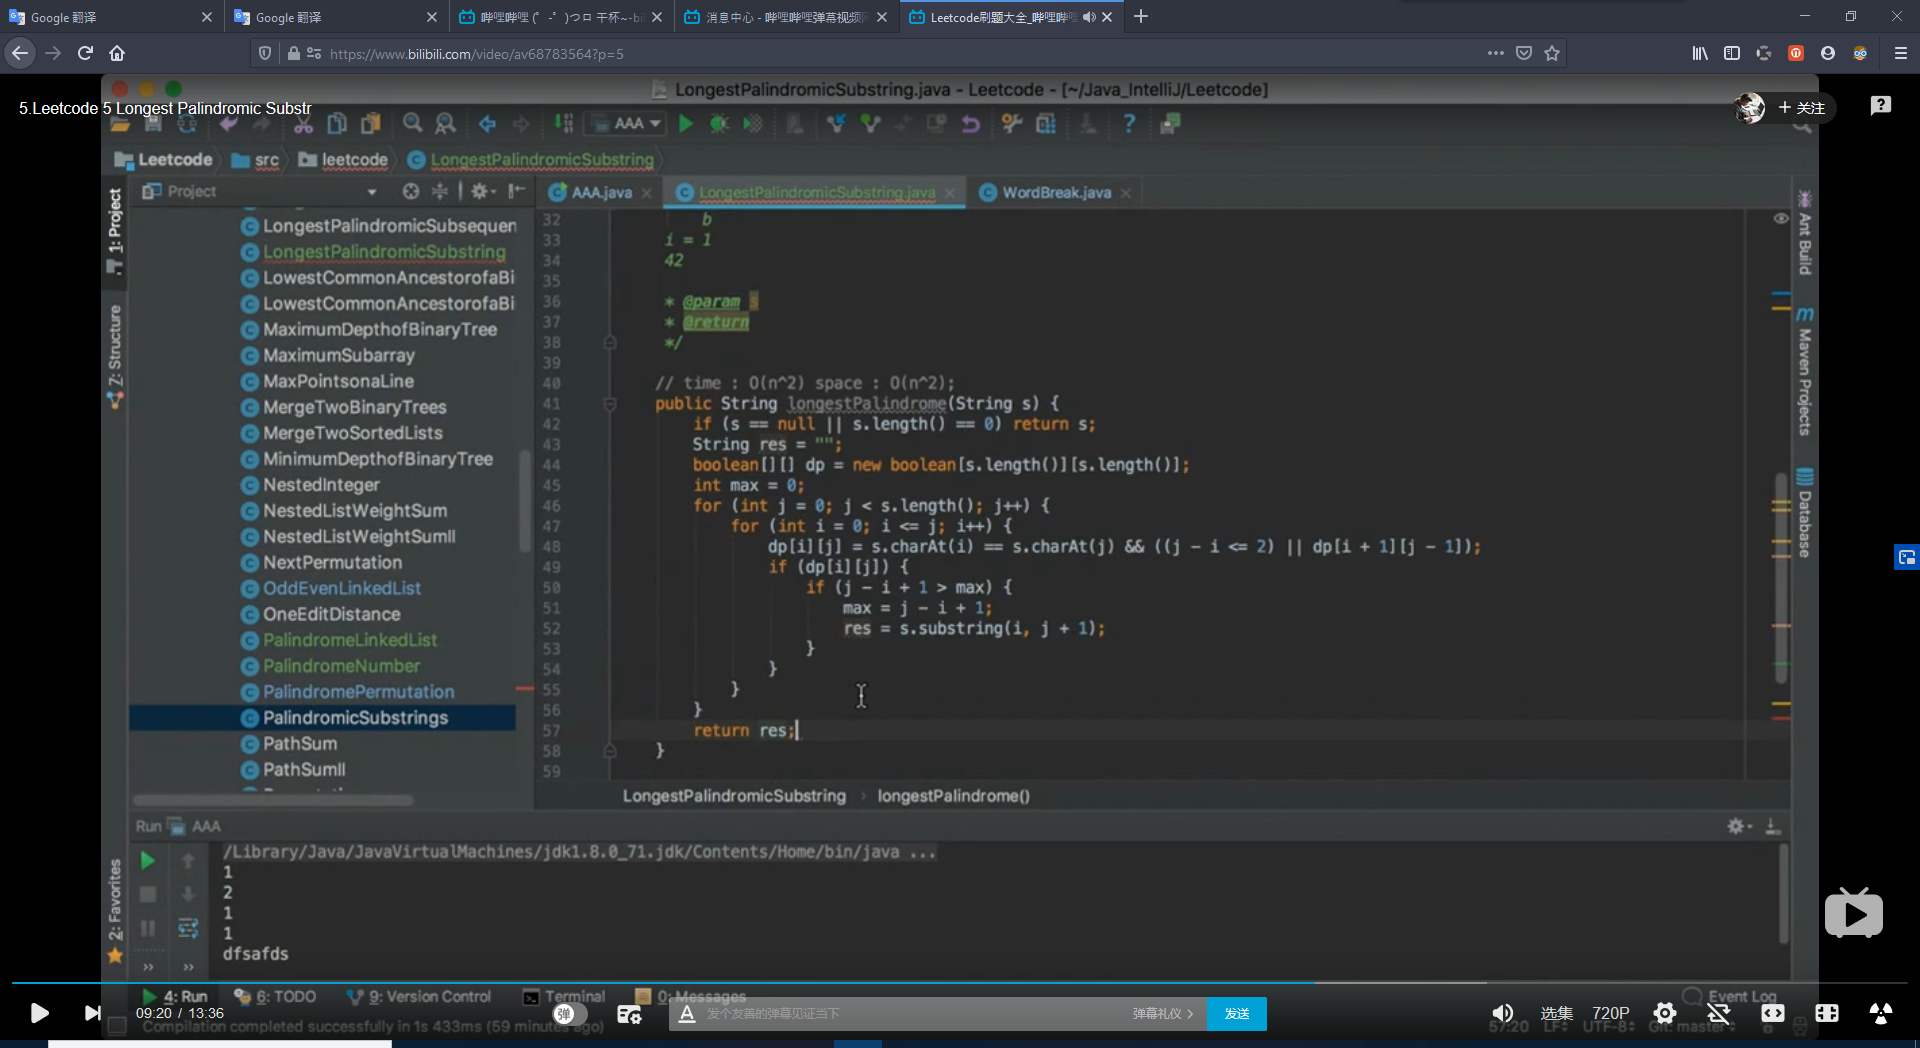 Google 翻译
Google 翻译
哔哩哔哩 (゜-゜)つロ 干杯~-bi
消息中心 - 哔哩哔哩弹幕视频网
Leetcode刷题大全_哔哩哔哩
https://www.bilibili.com/video/av68783564?p=5
LongestPalindromicSubstring.java - Leetcode - [~/Java_IntelliJ/Leetcode]
5.Leetcode 5 Longest Palindromic Substr
+ 关注
AAA
Leetcode
src
leetcode
LongestPalindromicSubstring
Project
AAA.java
LongestPalindromicSubstring.java
WordBreak.java
1: Project
Z: Structure
2: Favorites
LongestPalindromicSubsequen
LongestPalindromicSubstring
LowestCommonAncestorofaBi
LowestCommonAncestorofaBi
MaximumDepthofBinaryTree
MaximumSubarray
MaxPointsonaLine
MergeTwoBinaryTrees
MergeTwoSortedLists
MinimumDepthofBinaryTree
NestedInteger
NestedListWeightSum
NestedListWeightSumII
NextPermutation
OddEvenLinkedList
OneEditDistance
PalindromeLinkedList
PalindromeNumber
PalindromePermutation
PalindromicSubstrings
PathSum
PathSumII
32 b
33 i = 1
34 42
35
36 * @param s
37 * @return
38 */
39
40 // time : O(n^2) space : O(n^2);
41 public String longestPalindrome(String s) {
42 if (s == null || s.length() == 0) return s;
43 String res = "";
44 boolean[][] dp = new boolean[s.length()][s.length()];
45 int max = 0;
46 for (int j = 0; j < s.length(); j++) {
47 for (int i = 0; i <= j; i++) {
48 dp[i][j] = s.charAt(i) == s.charAt(j) && ((j - i <= 2) || dp[i + 1][j - 1]);
49 if (dp[i][j]) {
50 if (j - i + 1 > max) {
51 max = j - i + 1;
52 res = s.substring(i, j + 1);
53 }
54 }
55 }
56 }
57 return res;
58 }
59
Ant Build
Maven Projects
Database
LongestPalindromicSubstring
longestPalindrome()
Run AAA
/Library/Java/JavaVirtualMachines/jdk1.8.0_71.jdk/Contents/Home/bin/java ...
1
2
1
1
dfsafds
4: Run
6: TODO
9: Version Control
Terminal
0: Messages
Event Log
09:20 / 13:36
弹
发个友善的弹幕见证当下
弹幕礼仪 >
发送
选集
720P
Compilation completed successfully in 1s 433ms (59 minutes ago)
57:20
LF
UTF-8
Git: master